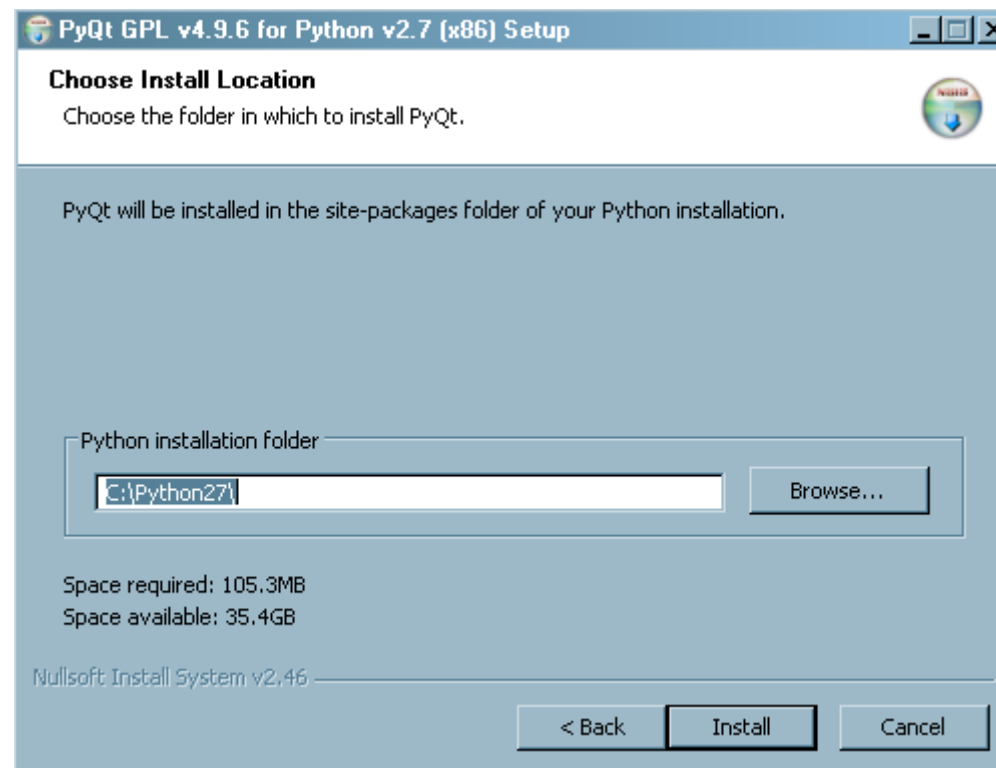 PyQt GPL v4.9.6 for Python v2.7 (x86) Setup
Choose Install Location
Choose the folder in which to install PyQt.
PyQt will be installed in the site-packages folder of your Python installation.
Python installation folder
C:\Python27\
Browse...
Space required: 105.3MB
Space available: 35.4GB
Nullsoft Install System v2.46
< Back
Install
Cancel